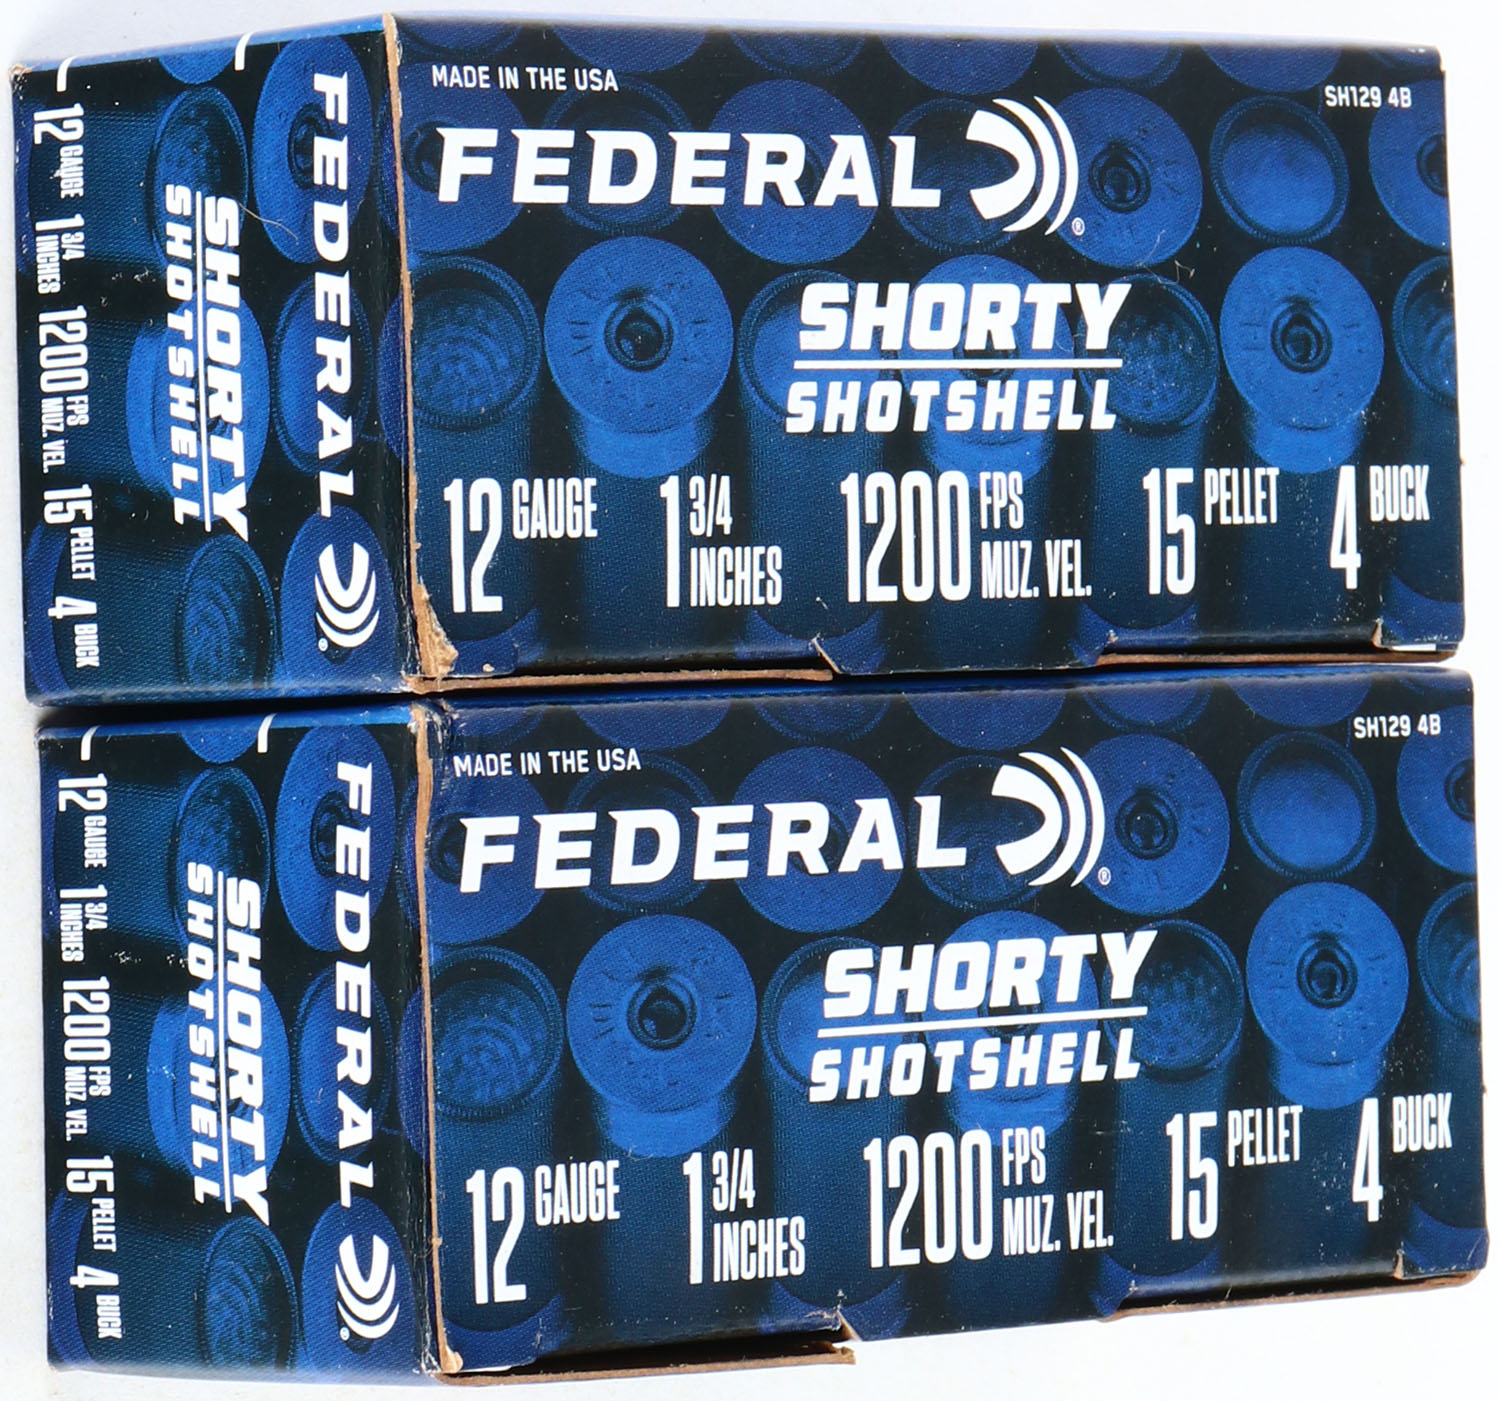 MADE IN THE USA
SH129 4B
FEDERAL®
SHORTY
SHOTSHELL
12 GAUGE 1 3/4 INCHES 1200 FPS MUZ. VEL. 15 PELLET 4 BUCK
FEDERAL®
SHORTY
SHOTSHELL
12 GAUGE 1 3/4 INCHES 1200 FPS MUZ. VEL. 15 PELLET 4 BUCK
MADE IN THE USA
SH129 4B
FEDERAL®
SHORTY
SHOTSHELL
12 GAUGE 1 3/4 INCHES 1200 FPS MUZ. VEL. 15 PELLET 4 BUCK
FEDERAL®
SHORTY
SHOTSHELL
12 GAUGE 1 3/4 INCHES 1200 FPS MUZ. VEL. 15 PELLET 4 BUCK